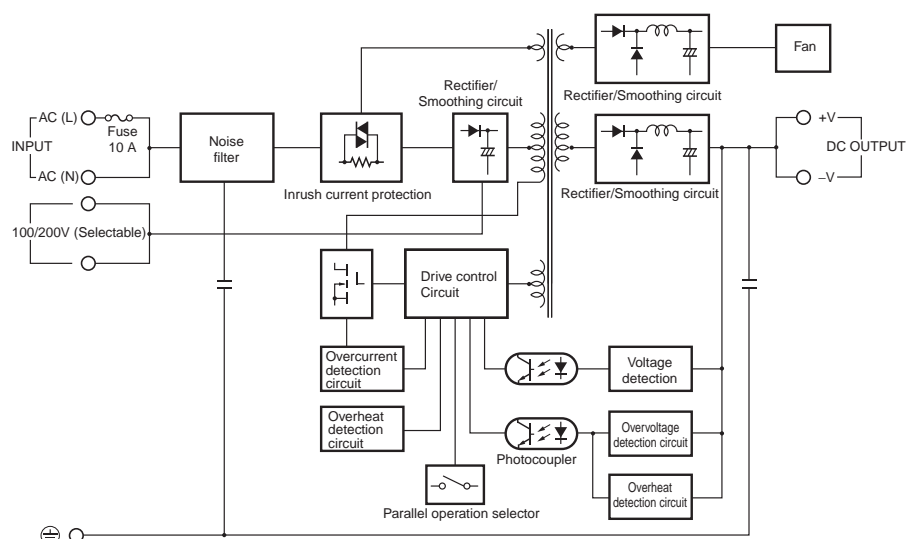 Fan
Rectifier/
Smoothing circuit
Rectifier/Smoothing circuit
AC (L)
Fuse
10 A
INPUT
AC (N)
Noise
filter
Inrush current protection
+V
DC OUTPUT
–V
Rectifier/Smoothing circuit
100/200V (Selectable)
Drive control
Circuit
Overcurrent
detection
circuit
Voltage
detection
Overheat
detection
circuit
Overvoltage
detection circuit
Photocoupler
Overheat
detection circuit
Parallel operation selector